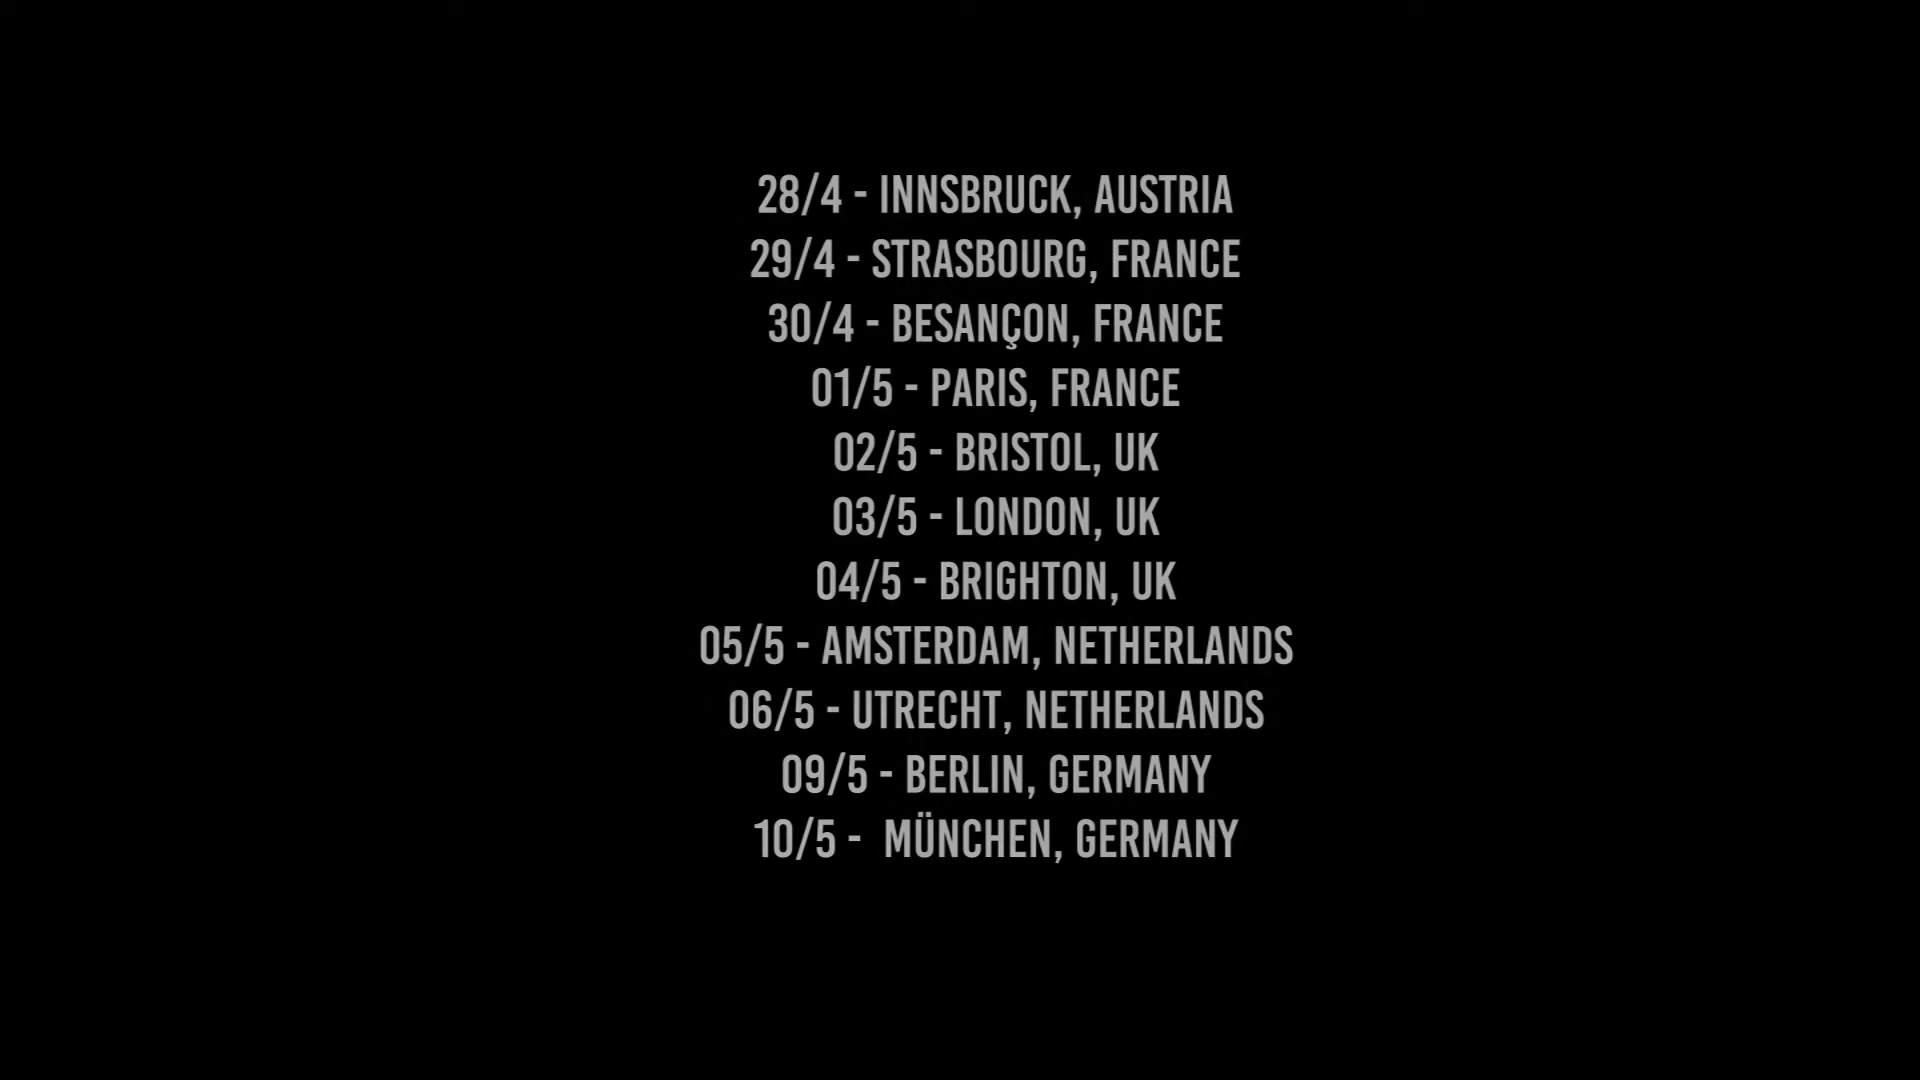 28/4 - INNSBRUCK, AUSTRIA
29/4 - STRASBOURG, FRANCE
30/4 - BESANÇON, FRANCE
01/5 - PARIS, FRANCE
02/5 - BRISTOL, UK
03/5 - LONDON, UK
04/5 - BRIGHTON, UK
05/5 - AMSTERDAM, NETHERLANDS
06/5 - UTRECHT, NETHERLANDS
09/5 - BERLIN, GERMANY
10/5 -  MÜNCHEN, GERMANY